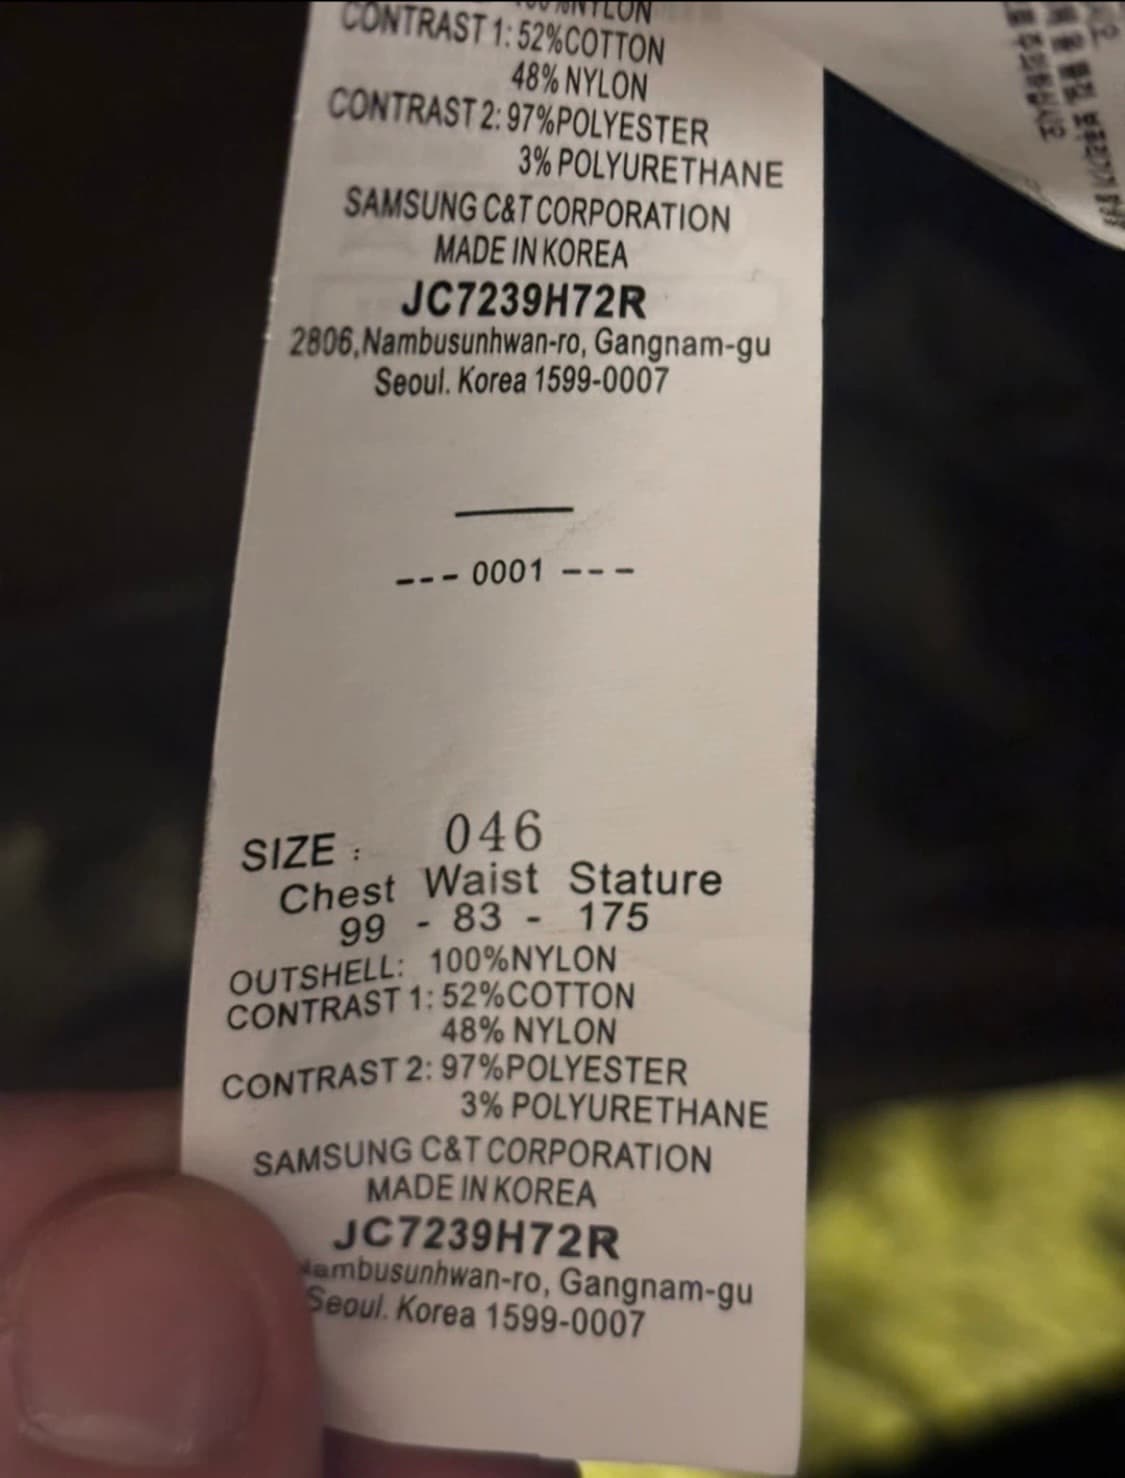 NYLON
CONTRAST 1: 52%COTTON
48% NYLON
CONTRAST 2: 97%POLYESTER
3% POLYURETHANE
SAMSUNG C&T CORPORATION
MADE IN KOREA
JC7239H72R
2806,Nambusunhwan-ro, Gangnam-gu
Seoul. Korea 1599-0007
--- 0001 ---
SIZE : 046
Chest Waist Stature
99 - 83 - 175
OUTSHELL: 100%NYLON
CONTRAST 1: 52%COTTON
48% NYLON
CONTRAST 2: 97%POLYESTER
3% POLYURETHANE
SAMSUNG C&T CORPORATION
MADE IN KOREA
JC7239H72R
Nambusunhwan-ro, Gangnam-gu
Seoul. Korea 1599-0007